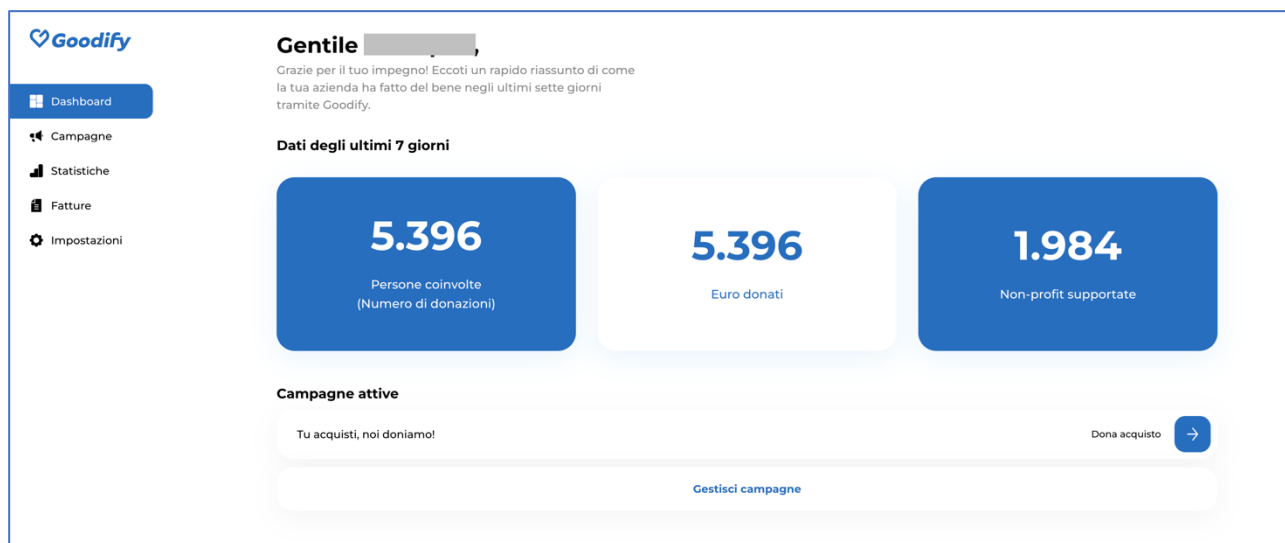 Goodify
Dashboard
Campagne
Statistiche
Fatture
Impostazioni
Gentile ,
Grazie per il tuo impegno! Eccoti un rapido riassunto di come
la tua azienda ha fatto del bene negli ultimi sette giorni
tramite Goodify.
Dati degli ultimi 7 giorni
5.396
Persone coinvolte
(Numero di donazioni)
5.396
Euro donati
1.984
Non-profit supportate
Campagne attive
Tu acquisti, noi doniamo!
Dona acquisto
Gestisci campagne